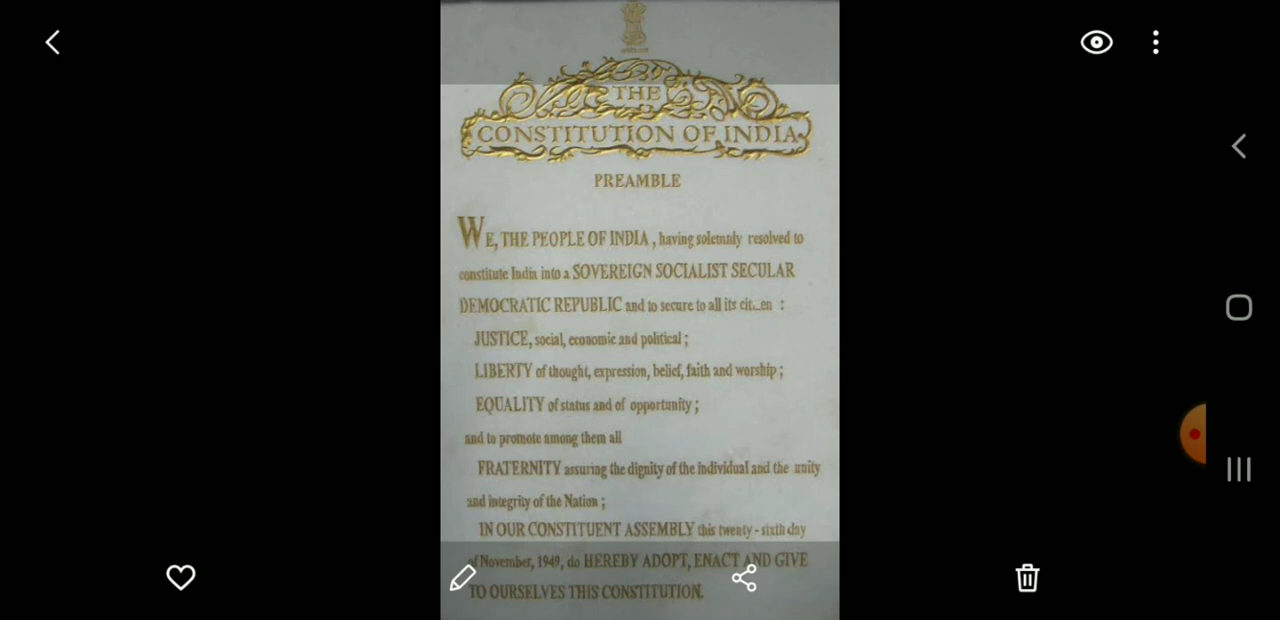 THE
CONSTITUTION OF INDIA
PREAMBLE
WE, THE PEOPLE OF INDIA , having solemnly resolved to
constitute India into a SOVEREIGN SOCIALIST SECULAR
DEMOCRATIC REPUBLIC and to secure to all its :
JUSTICE, social, economic and political ;
LIBERTY of thought, expression, belief, faith and worship ;
EQUALITY of status and of opportunity ;
and to promote among them all
FRATERNITY assuring the dignity of the individual and the unity
and integrity of the Nation ;
IN OUR CONSTITUENT ASSEMBLY this twenty - sixth day
of November, 1949, do HEREBY ADOPT, ENACT AND GIVE
TO OURSELVES THIS CONSTITUTION.